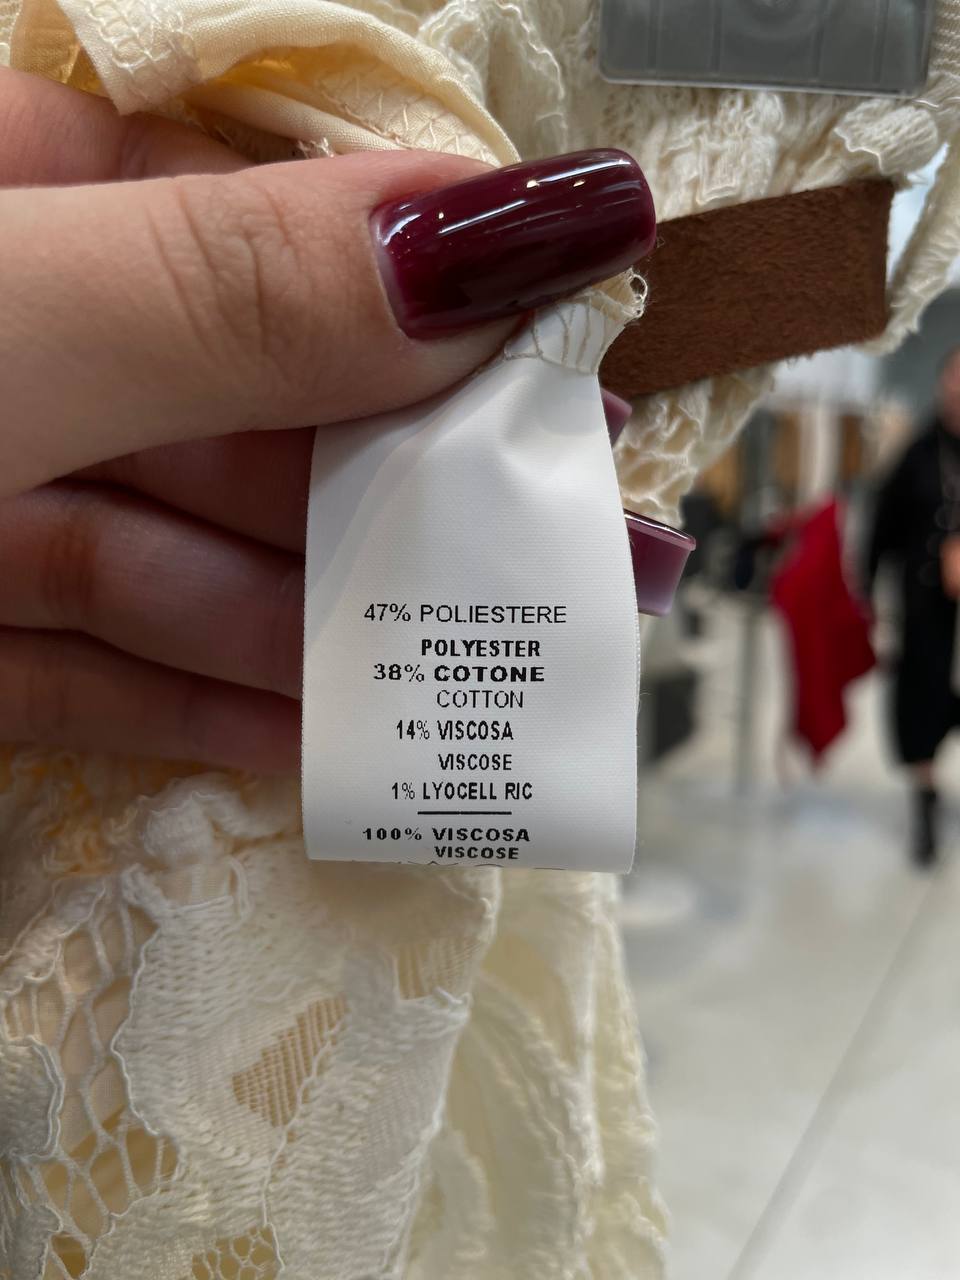 47% POLIESTERE
POLYESTER
38% COTONE
COTTON
14% VISCOSA
VISCOSE
1% LYOCELL RIC
100% VISCOSA
VISCOSE